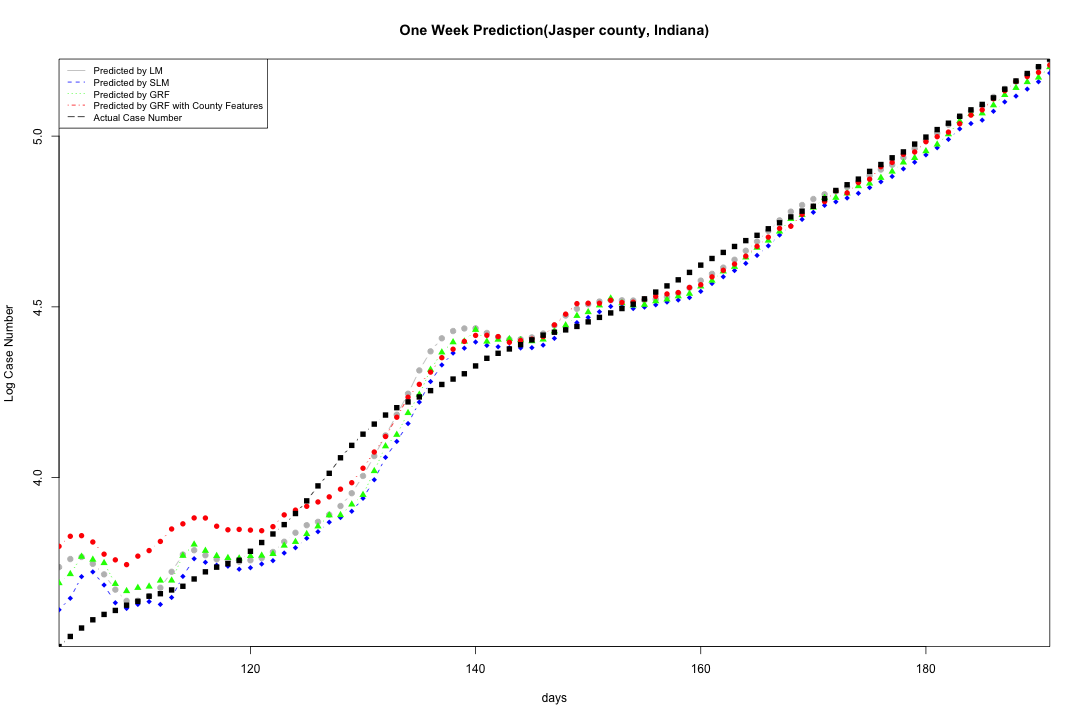 One Week Prediction(Jasper county, Indiana)
Predicted by LM
Predicted by SLM
Predicted by GRF
Predicted by GRF with County Features
Actual Case Number
5.0
4.5
4.0
Log Case Number
120 140 160 180
days